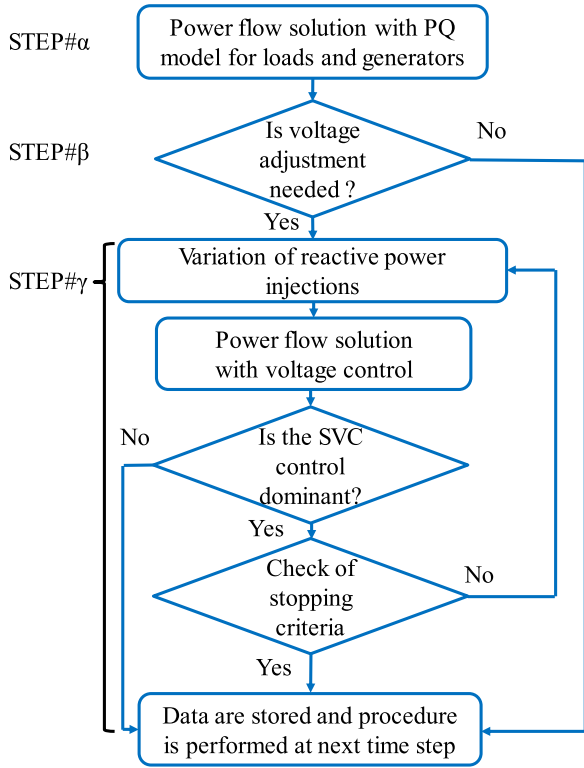 STEP#α
Power flow solution with PQ
model for loads and generators
STEP#β
Is voltage
adjustment
needed ?
No
Yes
STEP#γ
Variation of reactive power
injections
Power flow solution
with voltage control
No
Is the SVC
control
dominant?
Yes
Check of
stopping
criteria
No
Yes
Data are stored and procedure
is performed at next time step